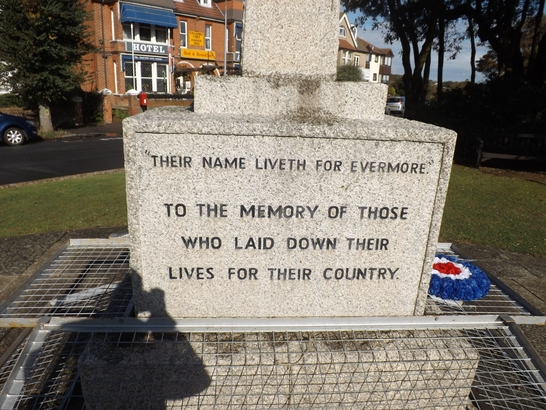 HOTEL
"THEIR NAME LIVETH FOR EVERMORE."
TO THE MEMORY OF THOSE
WHO LAID DOWN THEIR
LIVES FOR THEIR COUNTRY.